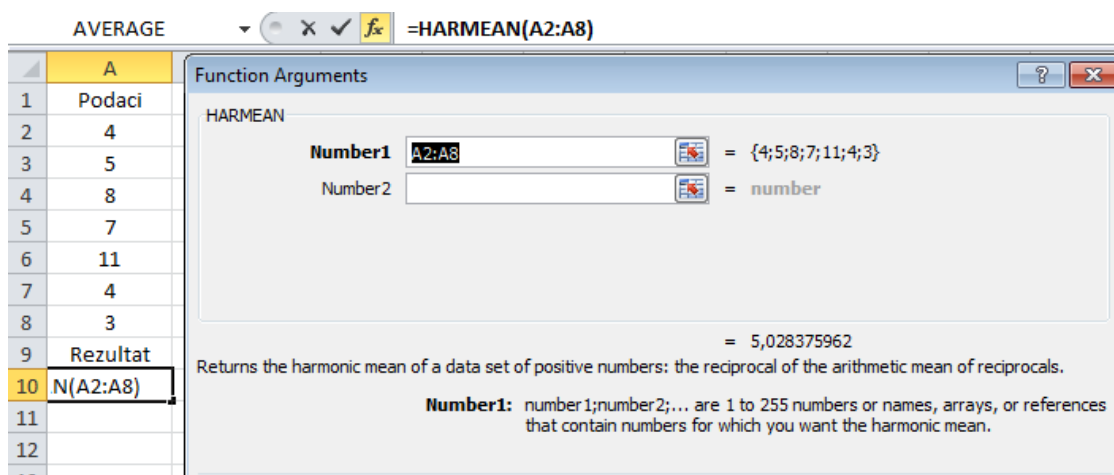 AVERAGE fx =HARMEAN(A2:A8)
A Function Arguments
1 Podaci HARMEAN
2 4 Number1 A2:A8 = {4;5;8;7;11;4;3}
3 5
4 8 Number2 = number
5 7
6 11
7 4
8 3
9 Rezultat = 5,028375962
Returns the harmonic mean of a data set of positive numbers: the reciprocal of the arithmetic mean of reciprocals.
10 .N(A2:A8)
Number1: number1;number2;... are 1 to 255 numbers or names, arrays, or references
11 that contain numbers for which you want the harmonic mean.
12